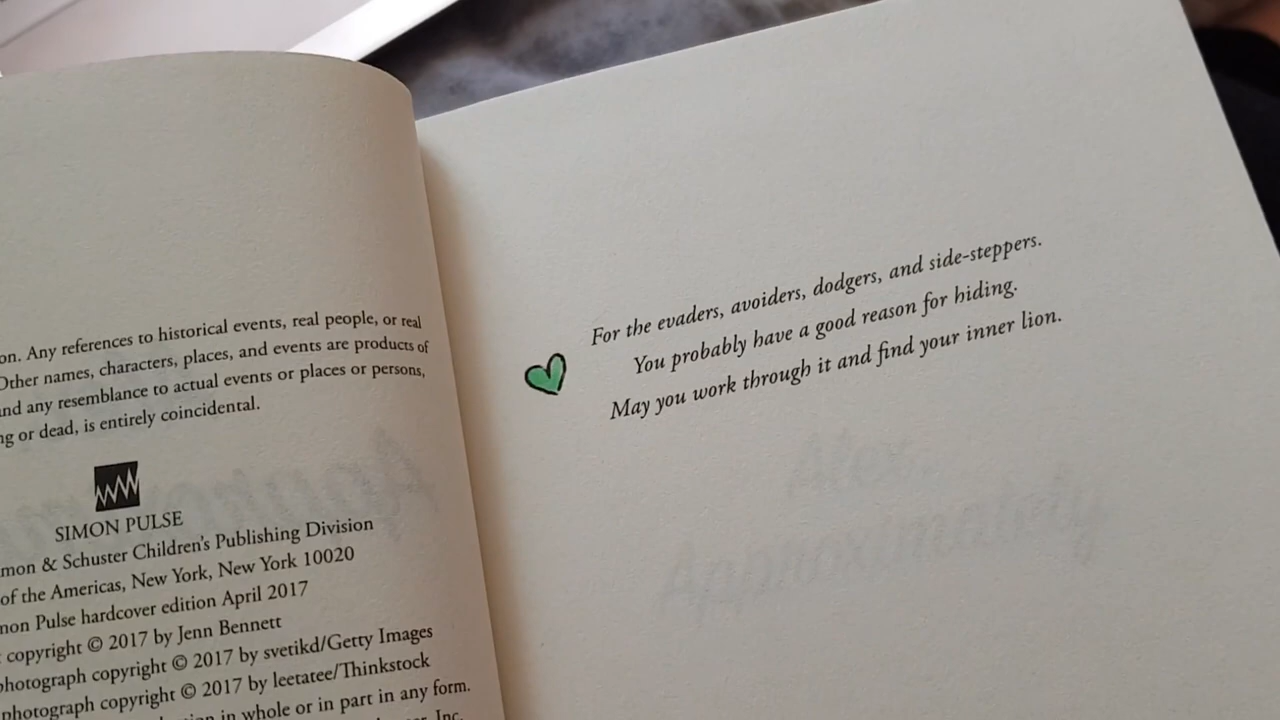 on. Any references to historical events, real people, or real
Other names, characters, places, and events are products of
and any resemblance to actual events or places or persons,
ng or dead, is entirely coincidental.
SIMON PULSE
mon & Schuster Children's Publishing Division
of the Americas, New York, New York 10020
mon Pulse hardcover edition April 2017
copyright © 2017 by Jenn Bennett
photograph copyright © 2017 by svetikd/Getty Images
photograph copyright © 2017 by leetatee/Thinkstock
in whole or in part in any form.
Inc.
For the evaders, avoiders, dodgers, and side-steppers.
You probably have a good reason for hiding.
May you work through it and find your inner lion.
Alex,
Approximately